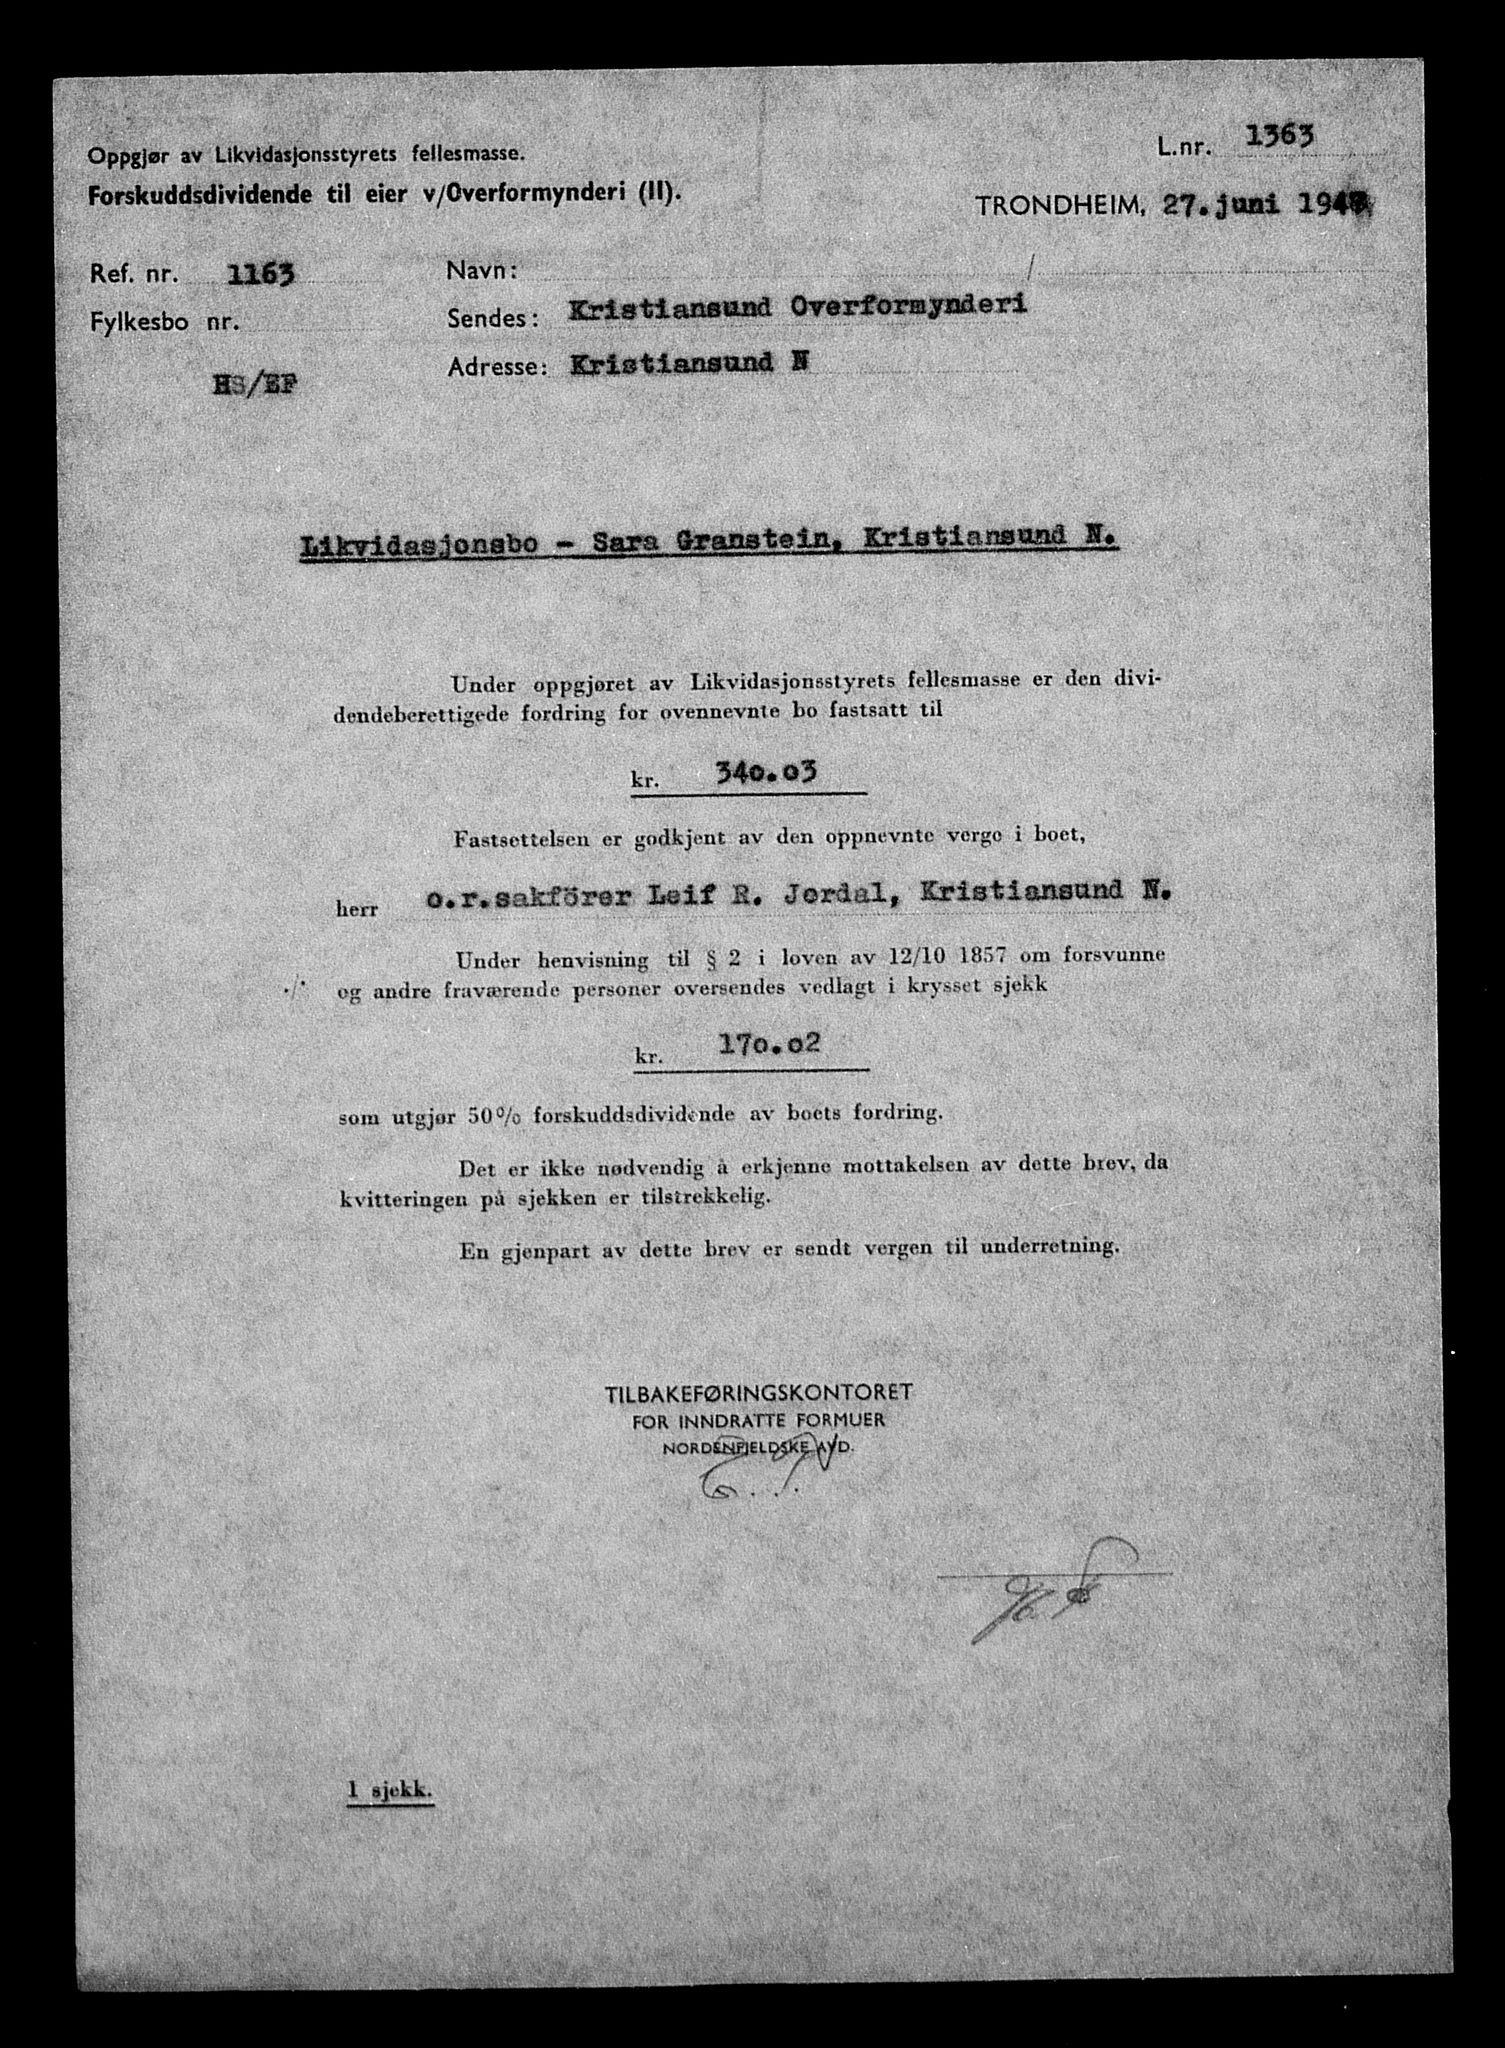 L.nr. 1363
Oppgjør av Likvidasjonsstyrets fellesmasse.
Forskuddsdividende til eier v/Overformynderi (II).
TRONDHEIM, 27.juni 1947
Ref. nr. 1163
Navn: /
Fylkesbo nr.
Sendes: Kristiansund Overformynderi
Adresse: Kristiansund N
HS/EF
Likvidasjonsbo - Sara Granstein, Kristiansund N.
Under oppgjøret av Likvidasjonsstyrets fellesmasse er den divi-
dendeberettigede fordring for ovennevnte bo fastsatt til
kr. 340.03
Fastsettelsen er godkjent av den oppnevnte verge i boet,
herr o.r.sakförer Leif R. Jordal, Kristiansund N.
Under henvisning til § 2 i loven av 12/10 1857 om forsvunne
./. og andre fraværende personer oversendes vedlagt i krysset sjekk
kr. 170.02
som utgjør 50% forskuddsdividende av boets fordring.
Det er ikke nødvendig å erkjenne mottakelsen av dette brev, da
kvitteringen på sjekken er tilstrekkelig.
En gjenpart av dette brev er sendt vergen til underretning.
TILBAKEFØRINGSKONTORET
FOR INNDRATTE FORMUER
NORDENFJELDSKE AVD.
1 sjekk.